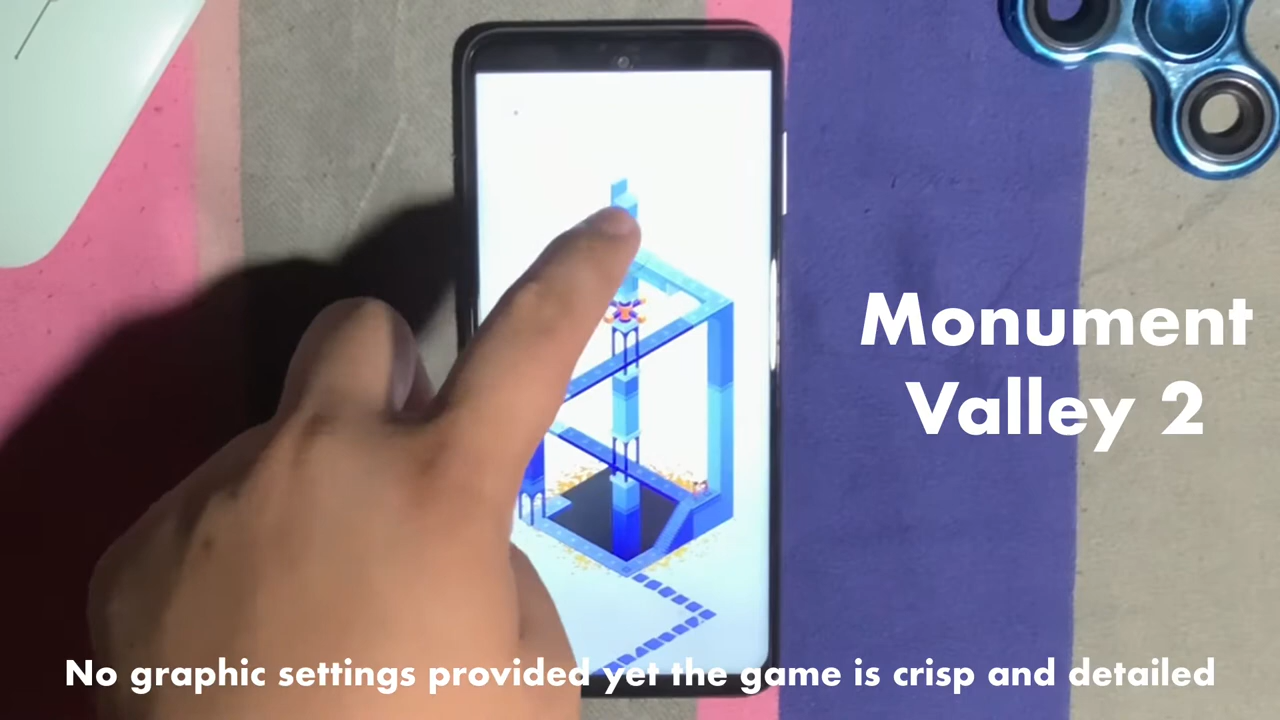 Monument
Valley 2
No graphic settings provided yet the game is crisp and detailed